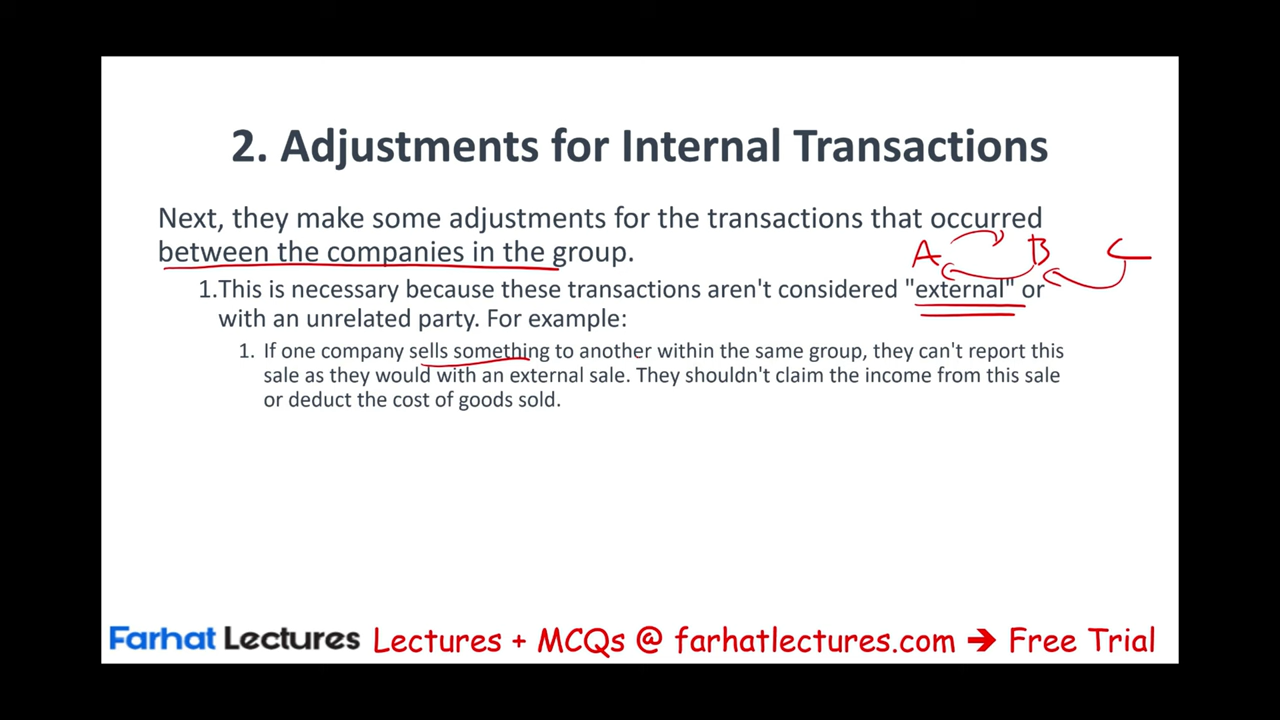 2. Adjustments for Internal Transactions
Next, they make some adjustments for the transactions that occurred
between the companies in the group.
A B C
1.This is necessary because these transactions aren't considered "external" or
with an unrelated party. For example:
1. If one company sells something to another within the same group, they can't report this
sale as they would with an external sale. They shouldn't claim the income from this sale
or deduct the cost of goods sold.
Farhat Lectures Lectures + MCQs @ farhatlectures.com ➔ Free Trial